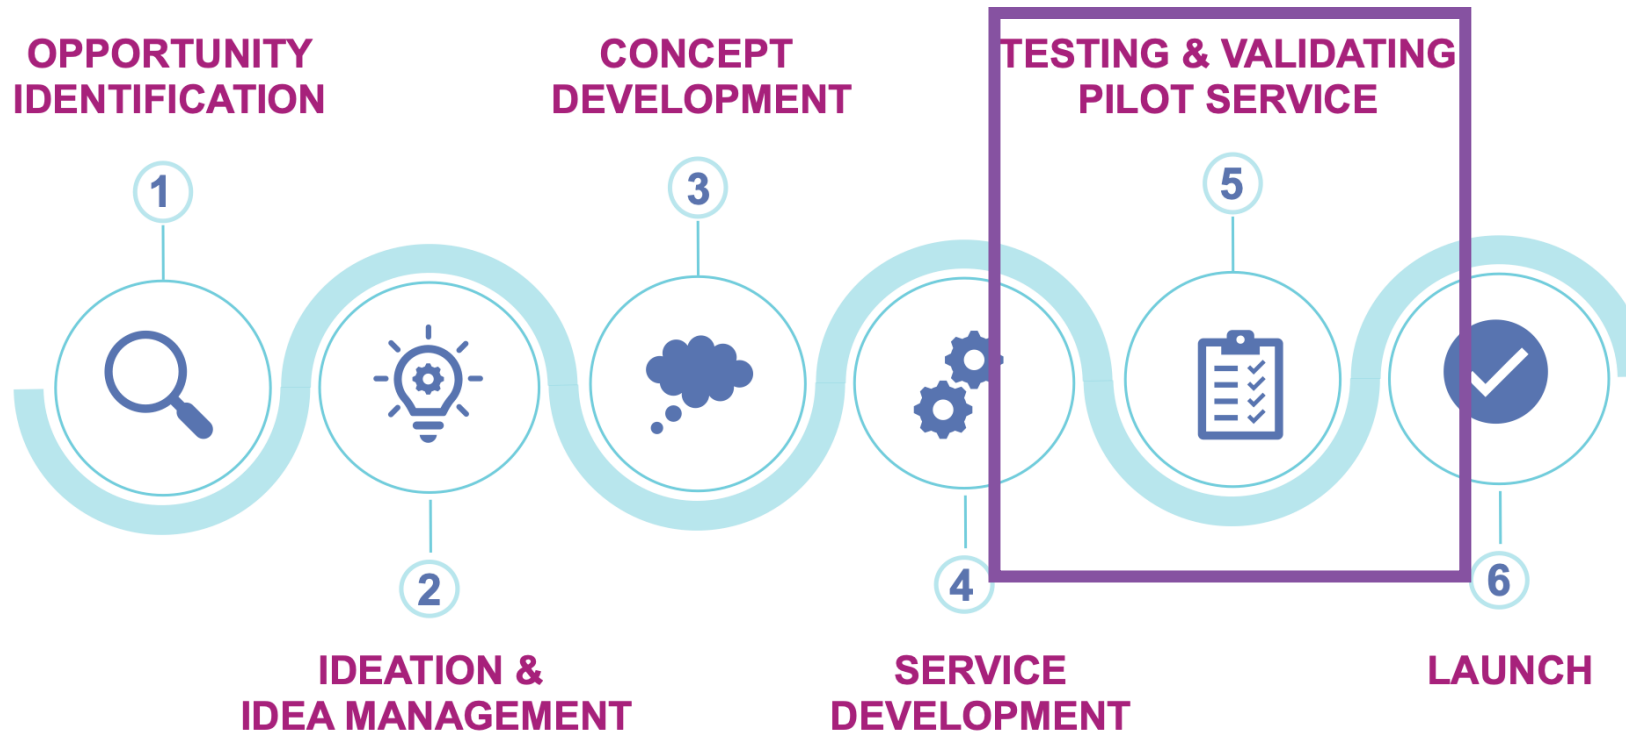 OPPORTUNITY
IDENTIFICATION
1
2
IDEATION &
IDEA MANAGEMENT
CONCEPT
DEVELOPMENT
3
4
SERVICE
DEVELOPMENT
TESTING & VALIDATING
PILOT SERVICE
5
6
LAUNCH